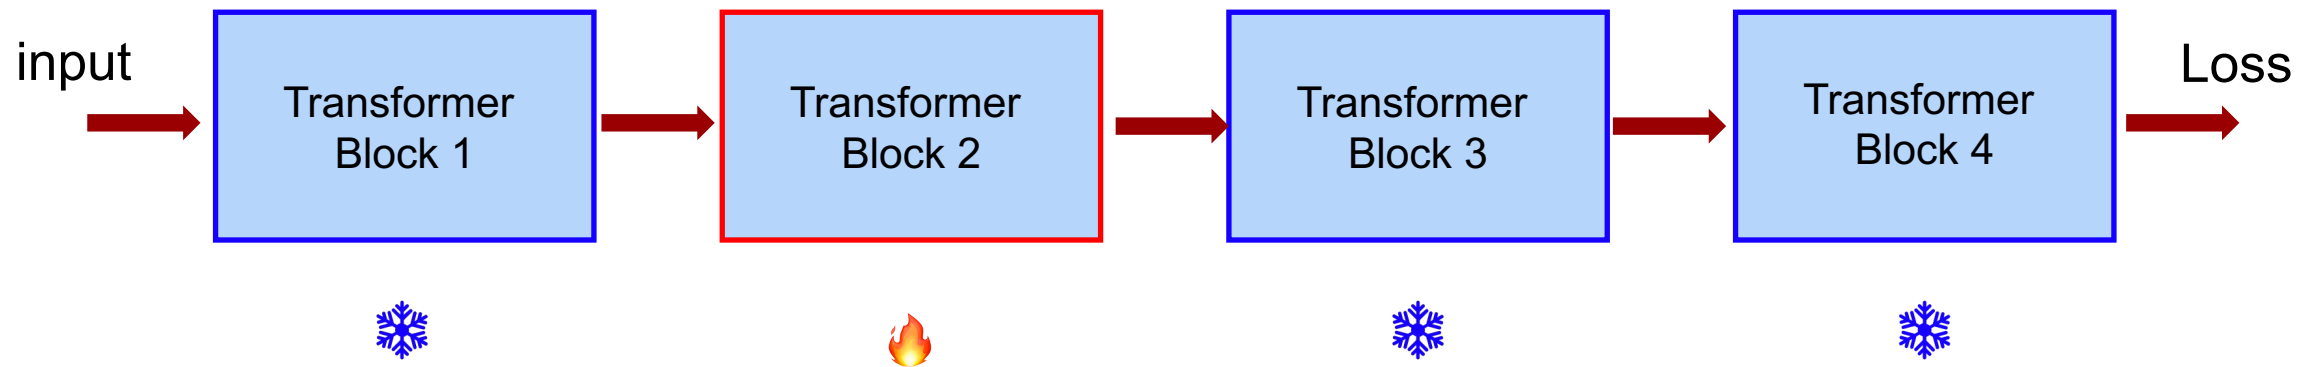 input
Transformer
Block 1
Transformer
Block 2
Transformer
Block 3
Transformer
Block 4
Loss